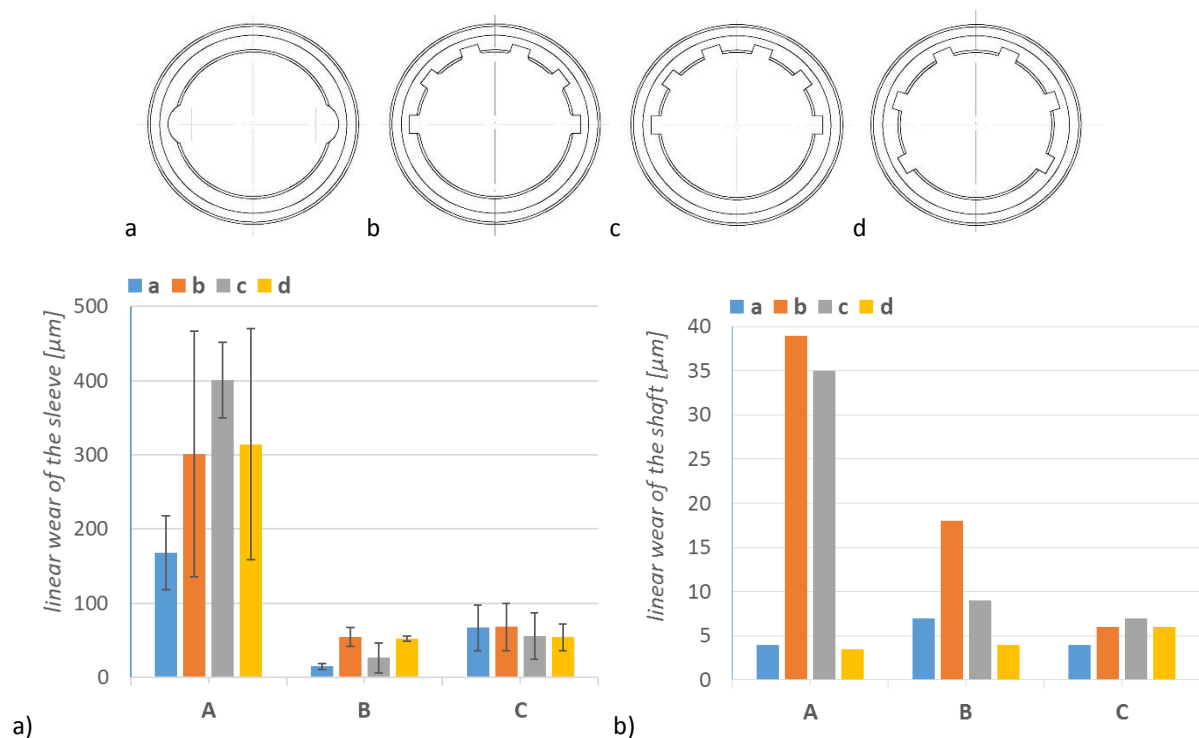 a b c d
a b c d
linear wear of the sleeve [µm]
500
400
300
200
100
0
A B C
a)
a b c d
linear wear of the shaft [µm]
40
35
30
25
20
15
10
5
0
A B C
b)